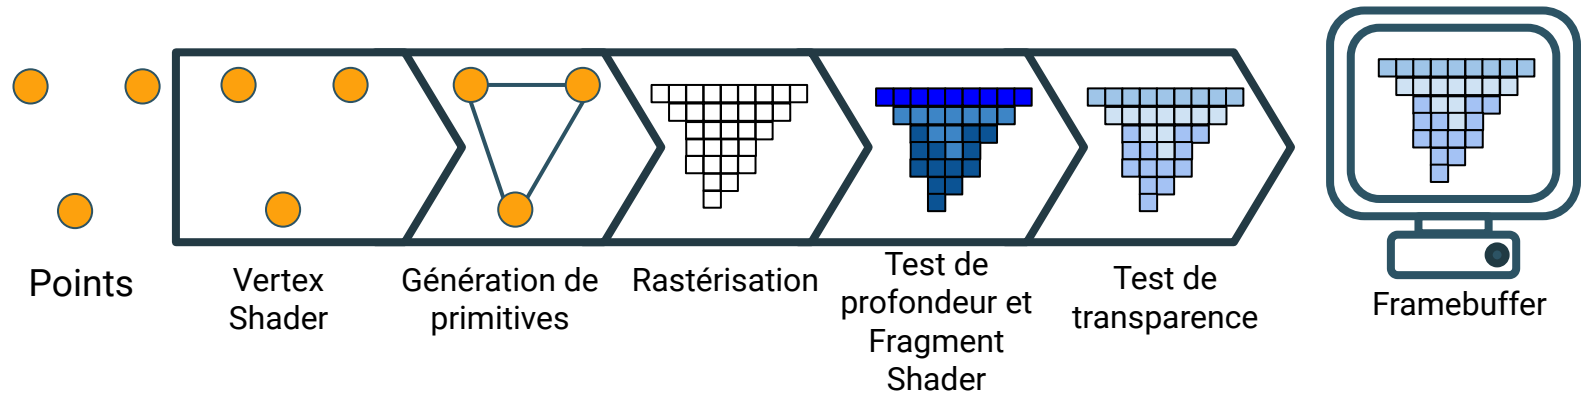 Points
Vertex
Shader
Génération de
primitives
Rastérisation
Test de
profondeur et
Fragment
Shader
Test de
transparence
Framebuffer